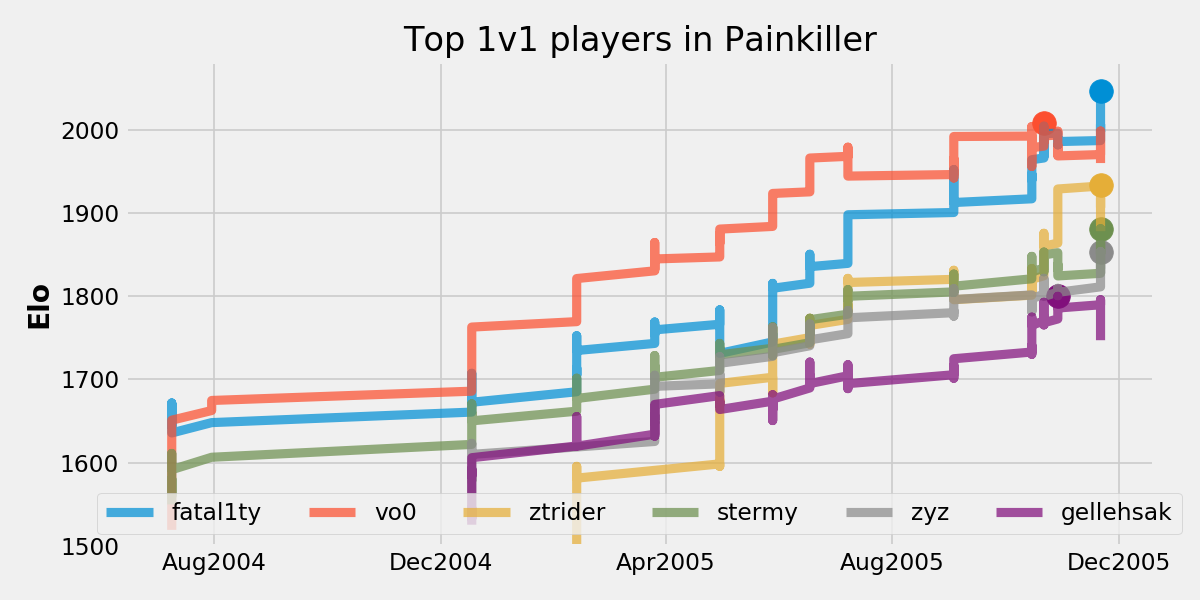 Top 1v1 players in Painkiller
Elo
2000
1900
1800
1700
1600
1500
fatal1ty vo0 ztrider stermy zyz gellehsak
Aug2004 Dec2004 Apr2005 Aug2005 Dec2005